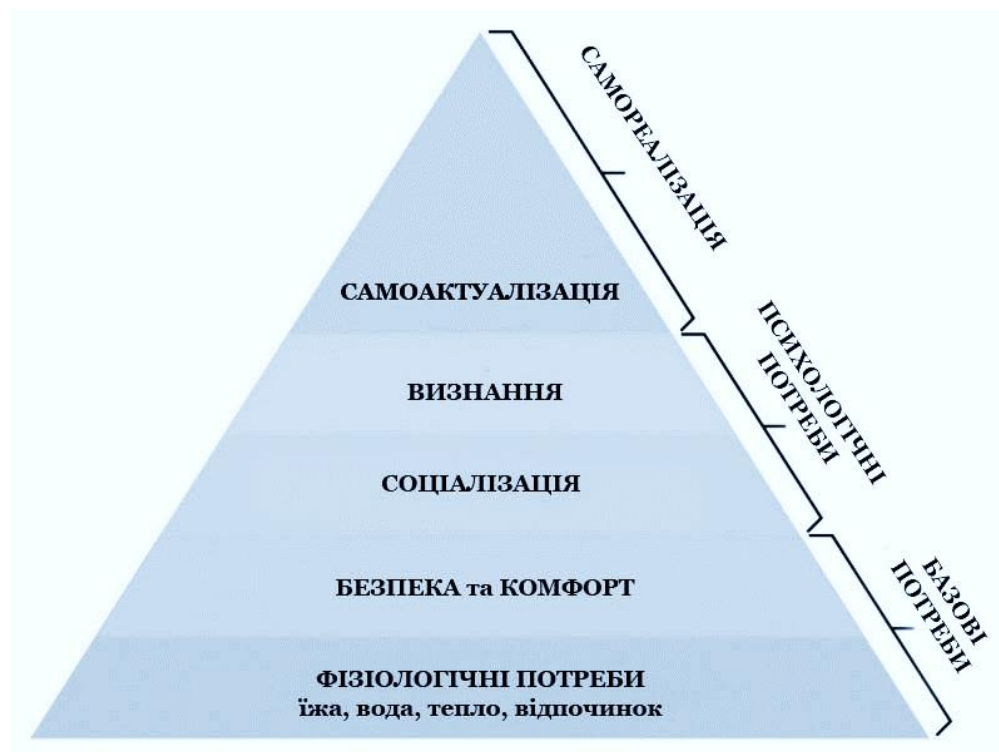 САМОРЕАЛІЗАЦІЯ
САМОАКТУАЛІЗАЦІЯ
ПСИХОЛОГІЧНІ
ПОТРЕБИ
ВИЗНАННЯ
СОЦІАЛІЗАЦІЯ
БАЗОВІ
ПОТРЕБИ
БЕЗПЕКА та КОМФОРТ
ФІЗІОЛОГІЧНІ ПОТРЕБИ
їжа, вода, тепло, відпочинок